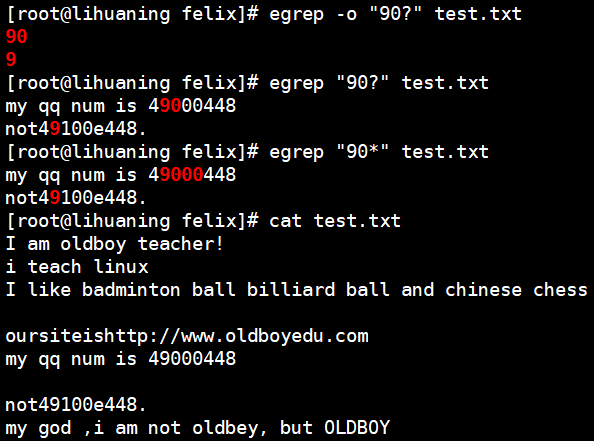 [root@lihuaning felix]# egrep -o "90?" test.txt
90
9
[root@lihuaning felix]# egrep "90?" test.txt
my qq num is 49000448
not49100e448.
[root@lihuaning felix]# egrep "90*" test.txt
my qq num is 49000448
not49100e448.
[root@lihuaning felix]# cat test.txt
I am oldboy teacher!
i teach linux
I like badminton ball billiard ball and chinese chess
oursiteishttp://www.oldboyedu.com
my qq num is 49000448
not49100e448.
my god ,i am not oldbey, but OLDBOY